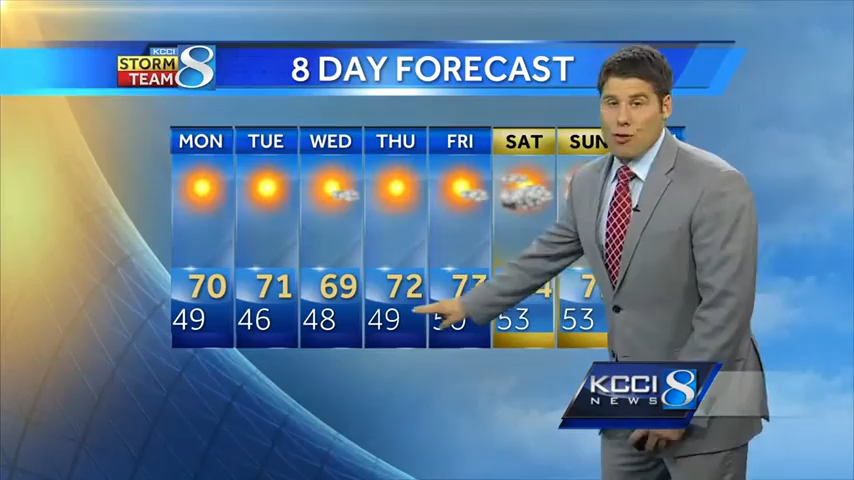 KCCI
STORM
TEAM 8
8 DAY FORECAST
MON TUE WED THU FRI SAT SUN
70 71 69 72
49 46 48 49 53 53
KCCI 8
NEWS